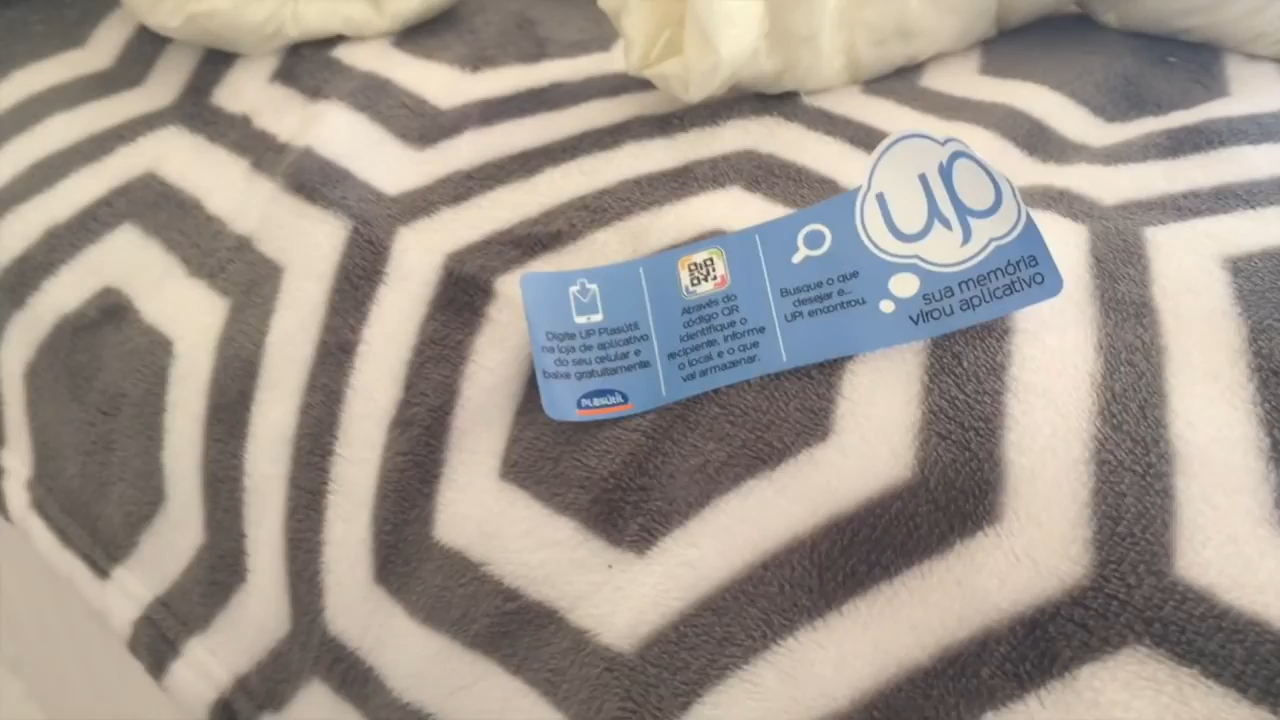 Digite UP Plasútil
na loja de aplicativo
do seu celular e
baixe gratuitamente.
PLASÚTIL
Através do
código QR
identifique o
recipiente, informe
o local e o que
vai armazenar.
Busque o que
desejar e...
UP! encontrou.
up
sua memória
virou aplicativo